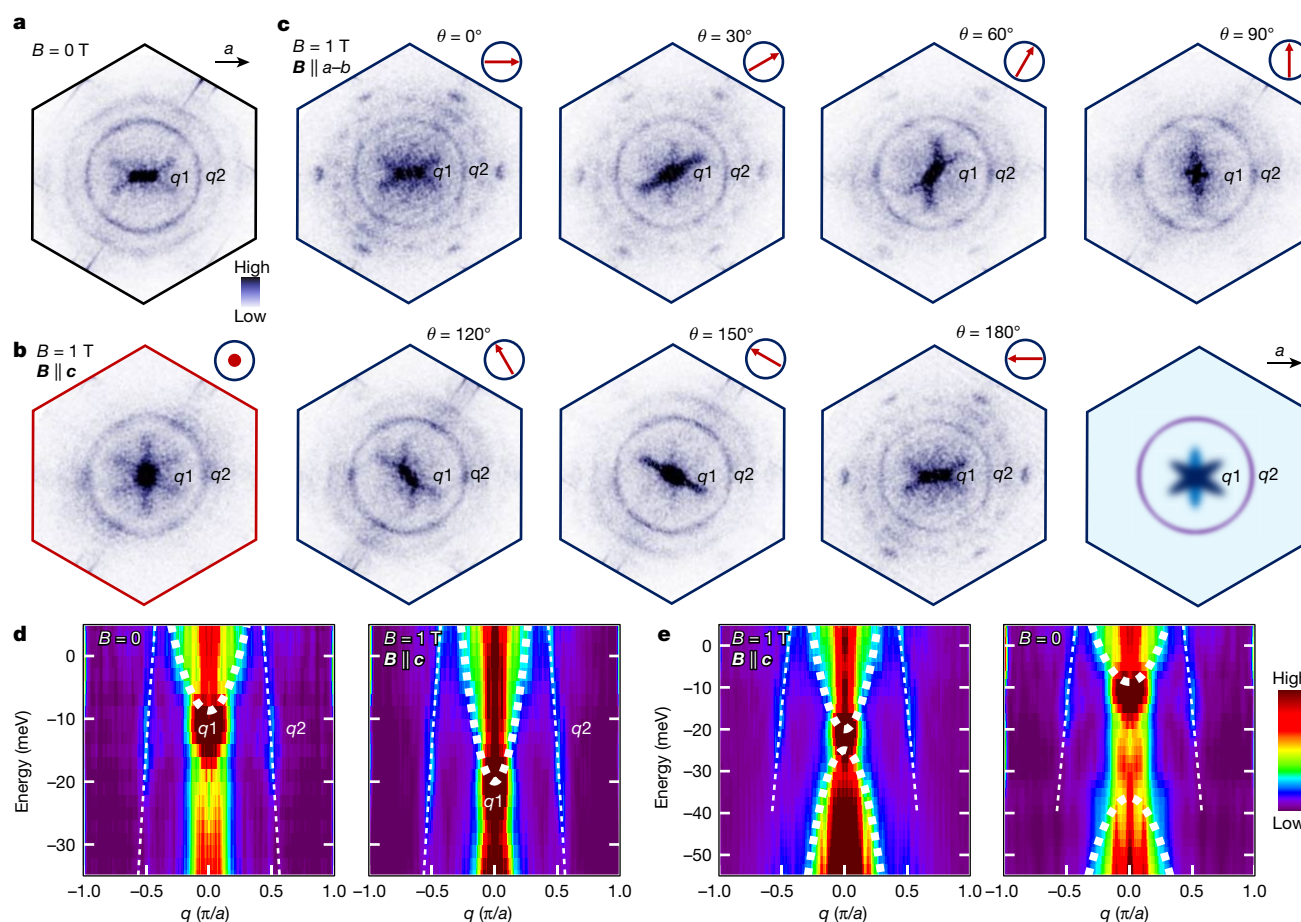 a
B = 0 T
a
q1
q2
High
Low
c
B = 1 T
B || a–b
θ = 0°
q1
q2
θ = 30°
q1
q2
θ = 60°
q1
q2
θ = 90°
q1
q2
b
B = 1 T
B || c
q1
q2
θ = 120°
q1
q2
θ = 150°
q1
q2
θ = 180°
q1
q2
a
q1
q2
d
B = 0
q1
q2
Energy (meV)
0
−10
−20
−30
−1.0
−0.5
0.0
0.5
1.0
q (π/a)
B = 1 T
B || c
q1
q2
−1.0
−0.5
0.0
0.5
1.0
q (π/a)
e
B = 1 T
B || c
Energy (meV)
0
−10
−20
−30
−40
−50
−1.0
−0.5
0.0
0.5
1.0
q (π/a)
B = 0
−1.0
−0.5
0.0
0.5
1.0
q (π/a)
High
Low